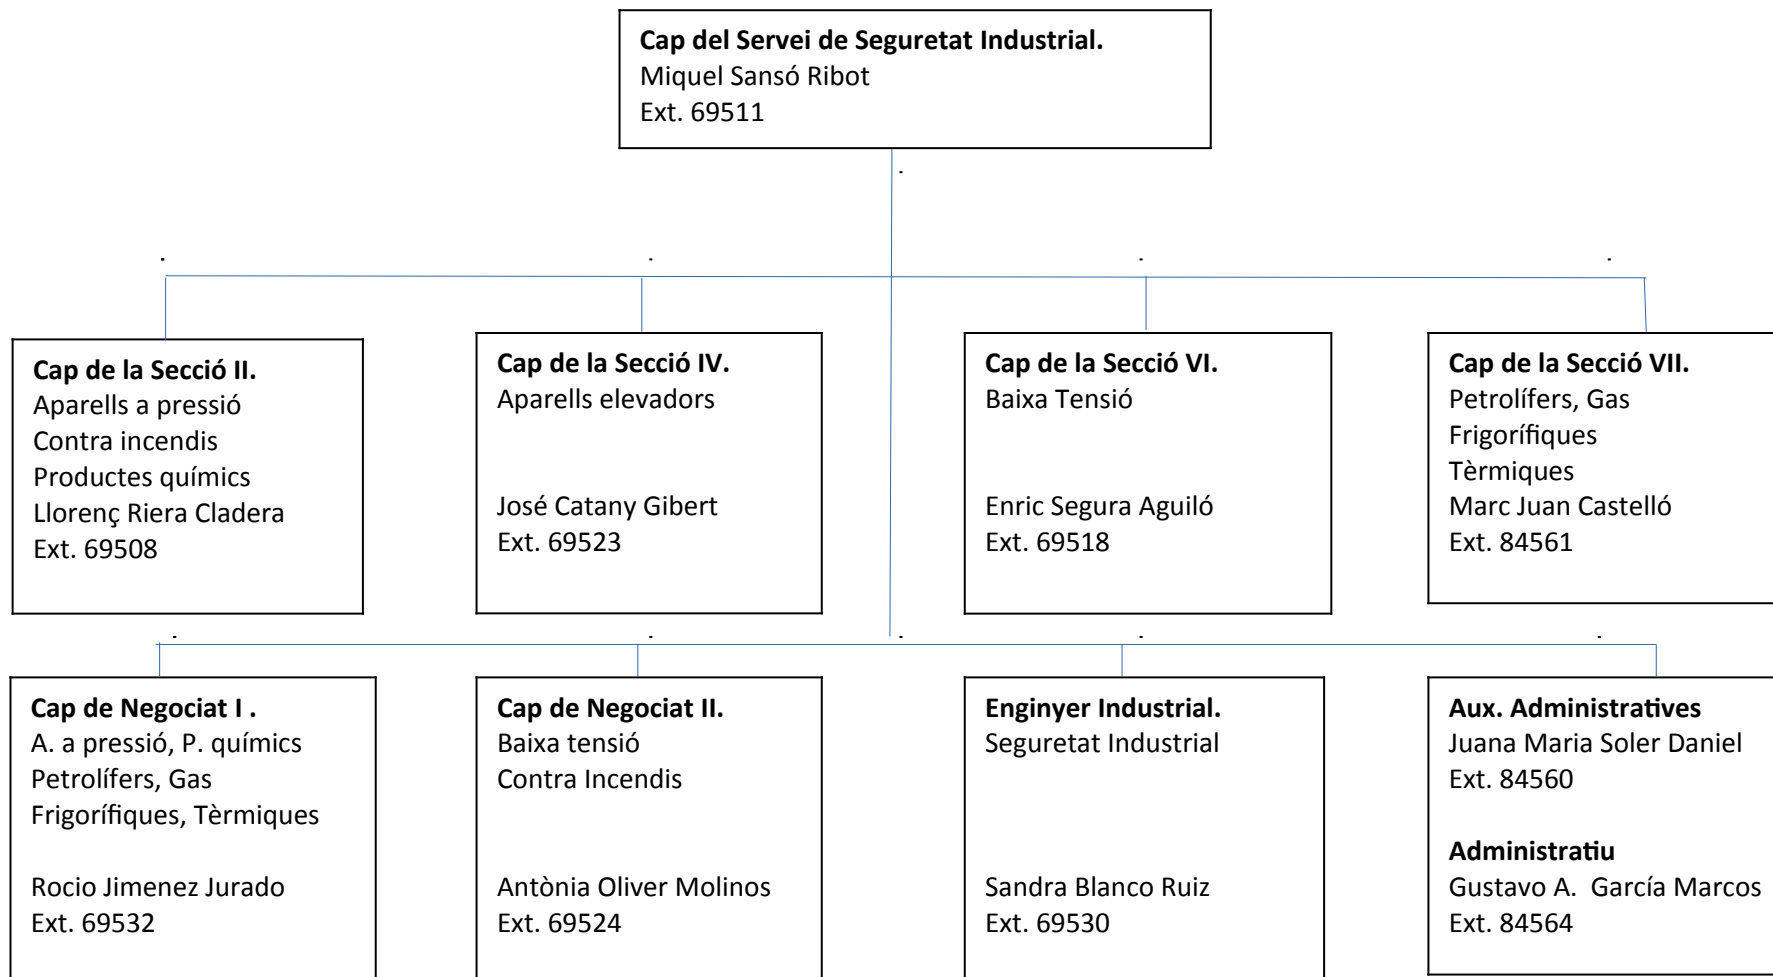 Cap del Servei de Seguretat Industrial.
Miquel Sansó Ribot
Ext. 69511
Cap de la Secció II.
Aparells a pressió
Contra incendis
Productes químics
Llorenç Riera Cladera
Ext. 69508
Cap de la Secció IV.
Aparells elevadors
José Catany Gibert
Ext. 69523
Cap de la Secció VI.
Baixa Tensió
Enric Segura Aguiló
Ext. 69518
Cap de la Secció VII.
Petrolífers, Gas
Frigorífiques
Tèrmiques
Marc Juan Castelló
Ext. 84561
Cap de Negociat I .
A. a pressió, P. químics
Petrolífers, Gas
Frigorífiques, Tèrmiques
Rocio Jimenez Jurado
Ext. 69532
Cap de Negociat II.
Baixa tensió
Contra Incendis
Antònia Oliver Molinos
Ext. 69524
Enginyer Industrial.
Seguretat Industrial
Sandra Blanco Ruiz
Ext. 69530
Aux. Administratives
Juana Maria Soler Daniel
Ext. 84560
Administratiu
Gustavo A.  García Marcos
Ext. 84564